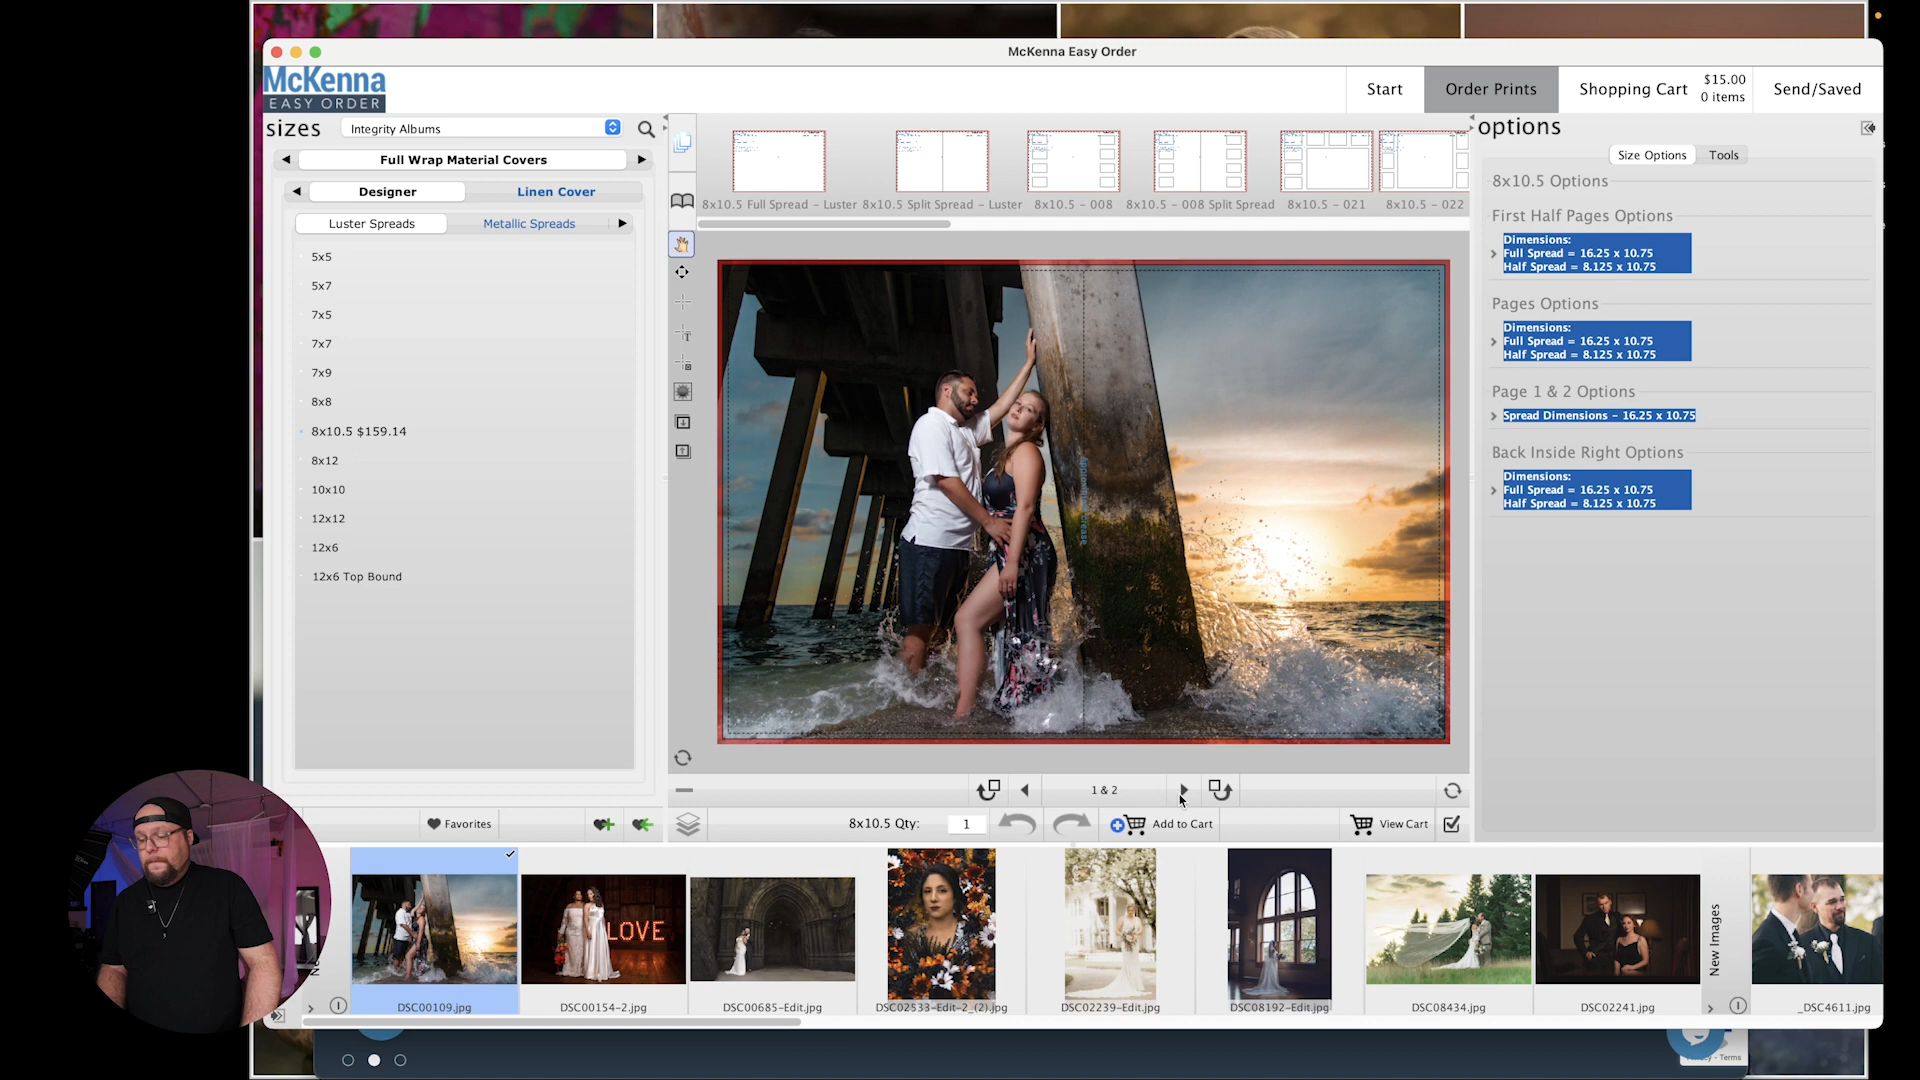 McKenna Easy Order
McKenna
EASY ORDER
Start
Order Prints
Shopping Cart
$15.00
0 items
Send/Saved
sizes
Integrity Albums
Full Wrap Material Covers
Designer
Linen Cover
Luster Spreads
Metallic Spreads
5x5
5x7
7x5
7x7
7x9
8x8
8x10.5 $159.14
8x12
10x10
12x12
12x6
12x6 Top Bound
Favorites
8x10.5 Full Spread - Luster
8x10.5 Split Spread - Luster
8x10.5 - 008
8x10.5 - 008 Split Spread
8x10.5 - 021
8x10.5 - 022
1 & 2
8x10.5 Qty:
1
Add to Cart
View Cart
options
Size Options
Tools
8x10.5 Options
First Half Pages Options
Dimensions:
Full Spread = 16.25 x 10.75
Half Spread = 8.125 x 10.75
Pages Options
Dimensions:
Full Spread = 16.25 x 10.75
Half Spread = 8.125 x 10.75
Page 1 & 2 Options
Spread Dimensions - 16.25 x 10.75
Back Inside Right Options
Dimensions:
Full Spread = 16.25 x 10.75
Half Spread = 8.125 x 10.75
LOVE
DSC00109.jpg
DSC00154-2.jpg
DSC00685-Edit.jpg
DSC02533-Edit-2_(2).jpg
DSC02239-Edit.jpg
DSC08192-Edit.jpg
DSC08434.jpg
DSC02241.jpg
New Images
_DSC4611.jpg
- Terms